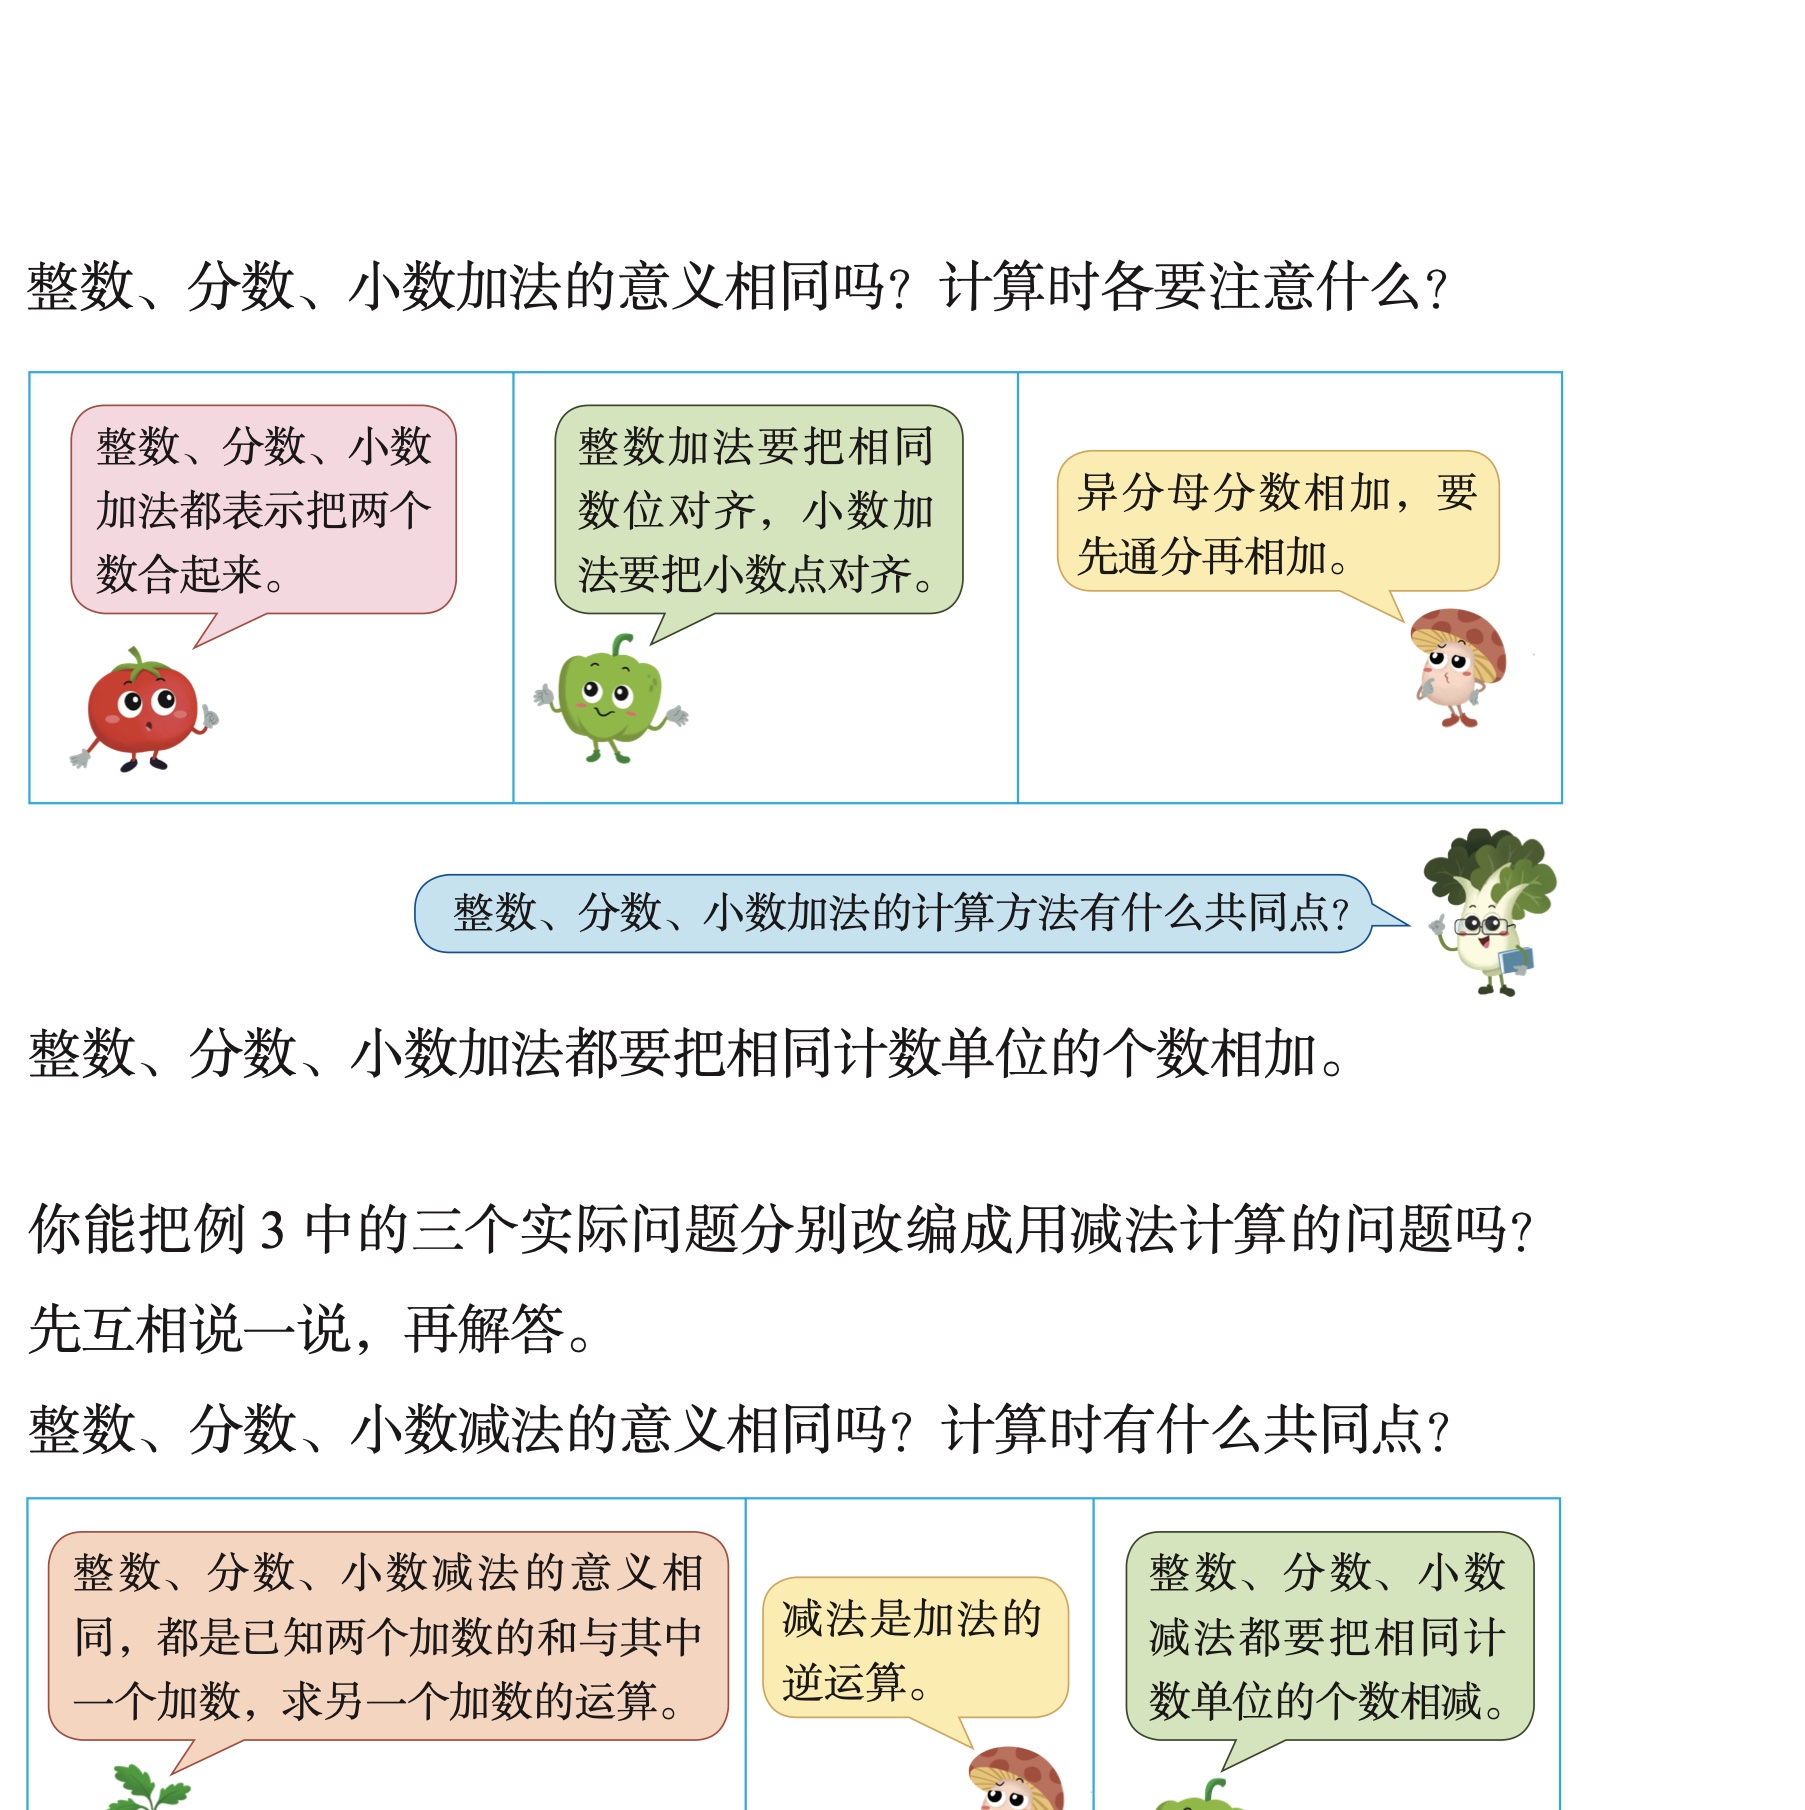 整数、分数、小数加法的意义相同吗？计算时各要注意什么？
整数、分数、小数
加法都表示把两个
数合起来。
整数加法要把相同
数位对齐，小数加
法要把小数点对齐。
异分母分数相加，要
先通分再相加。
整数、分数、小数加法的计算方法有什么共同点？
整数、分数、小数加法都要把相同计数单位的个数相加。
你能把例 3 中的三个实际问题分别改编成用减法计算的问题吗？
先互相说一说，再解答。
整数、分数、小数减法的意义相同吗？计算时有什么共同点？
整数、分数、小数减法的意义相
同，都是已知两个加数的和与其中
一个加数，求另一个加数的运算。
减法是加法的
逆运算。
整数、分数、小数
减法都要把相同计
数单位的个数相减。